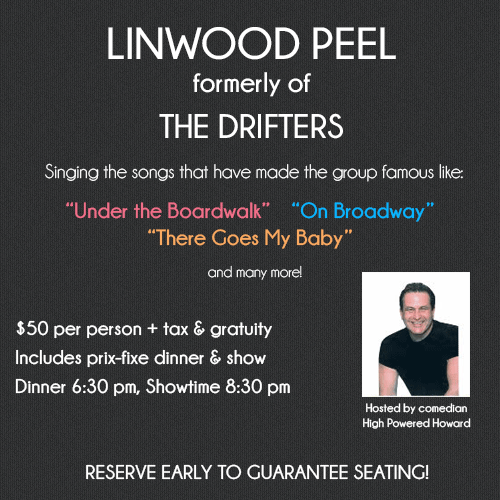 LINWOOD PEEL
formerly of
THE DRIFTERS
Singing the songs that have made the group famous like:
“Under the Boardwalk” “On Broadway”
“There Goes My Baby”
and many more!
$50 per person + tax & gratuity
Includes prix-fixe dinner & show
Dinner 6:30 pm, Showtime 8:30 pm
Hosted by comedian
High Powered Howard
RESERVE EARLY TO GUARANTEE SEATING!